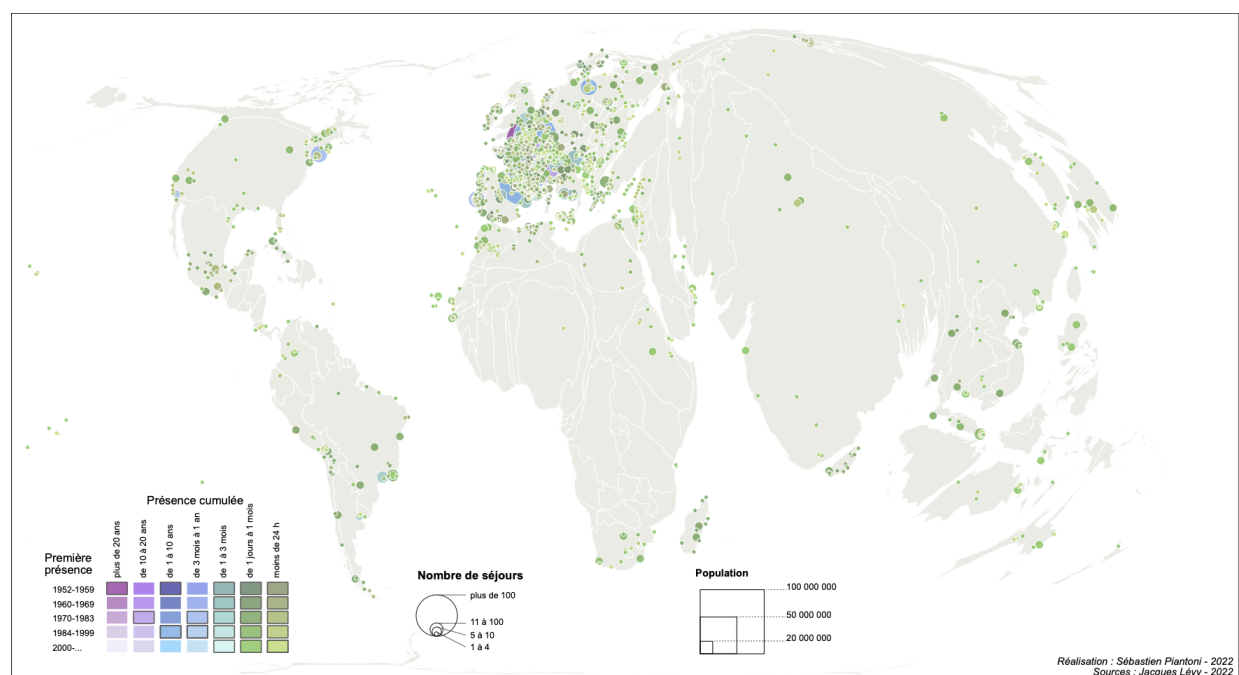 Présence cumulée
Première
présence
plus de 20 ans
de 10 à 20 ans
de 1 à 10 ans
de 3 mois à 1 an
de 1 à 3 mois
de 1 jours à 1 mois
moins de 24 h
1952-1959
1960-1969
1970-1983
1984-1999
2000-...
Nombre de séjours
plus de 100
11 à 100
5 à 10
1 à 4
Population
100 000 000
50 000 000
20 000 000
Réalisation : Sébastien Piantoni - 2022
Sources : Jacques Lévy - 2022